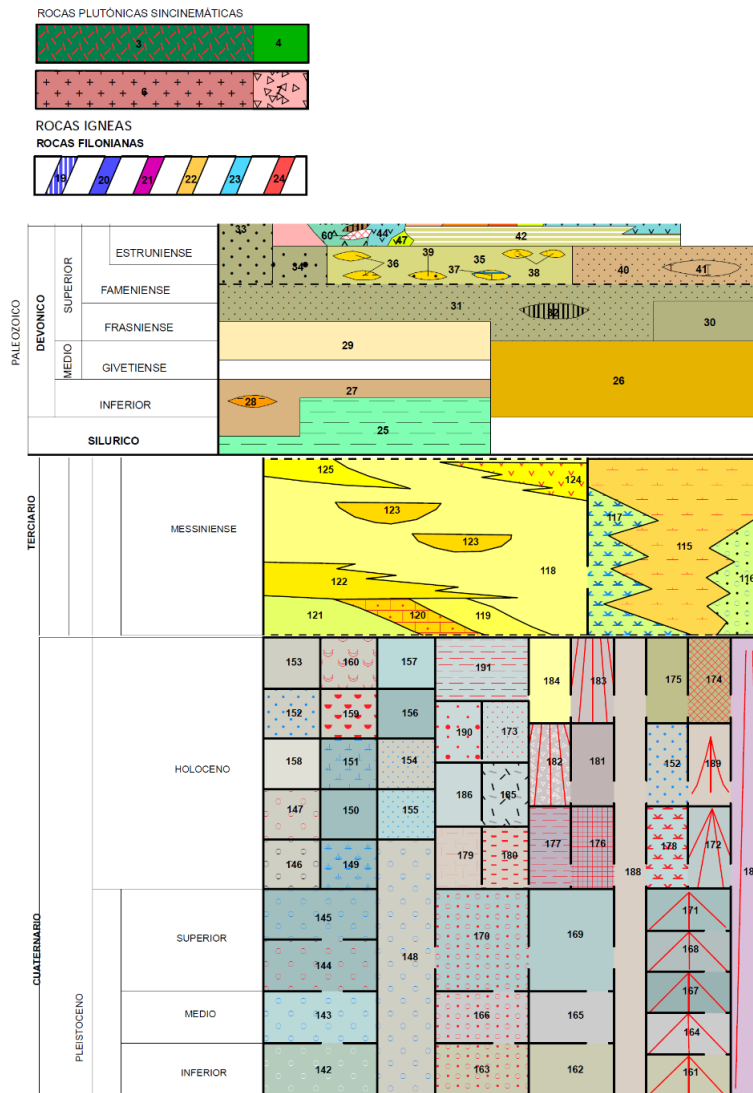 ROCAS PLUTÓNICAS SINCINEMÁTICAS
3 4
6 7
ROCAS IGNEAS
ROCAS FILONIANAS
19 20 21 22 23 24
33 60 44 47 42
ESTRUNIENSE
39 35
36 37 38 34 40 41
PALEOZOICO
DEVONICO
SUPERIOR
FAMENIENSE
31 32
FRASNIENSE
30
29
MEDIO
GIVETIENSE
26
27
28
INFERIOR
25
SILURICO
TERCIARIO
MESSINIENSE
125 124
123 117
123 115
118 116
122
121 120 119
CUATERNARIO
PLEISTOCENO
HOLOCENO
153 160 157 191 184 183 175 174
152 159 156 190 173
158 151 154 182 181 152 189
186 185
147 150 155
146 149 179 180 177 176 178 172
188
SUPERIOR
145 148 170 169 171
144 168
MEDIO
143 166 165 167
164
INFERIOR
142 163 162 161